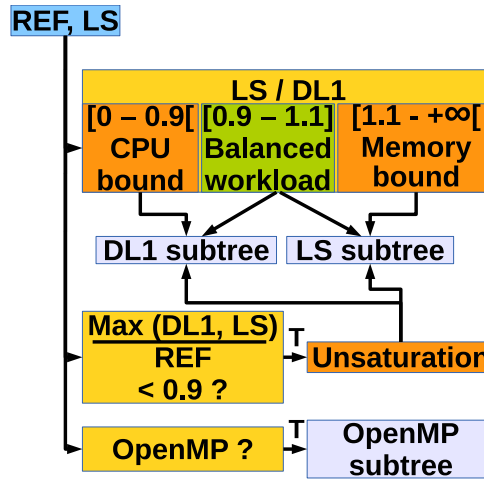 REF, LS
LS / DL1
[0 – 0.9[
CPU
bound
[0.9 – 1.1]
Balanced
workload
[1.1 - +∞[
Memory
bound
DL1 subtree
LS subtree
Max (DL1, LS)
REF
< 0.9 ?
T
Unsaturation
OpenMP ?
T
OpenMP
subtree